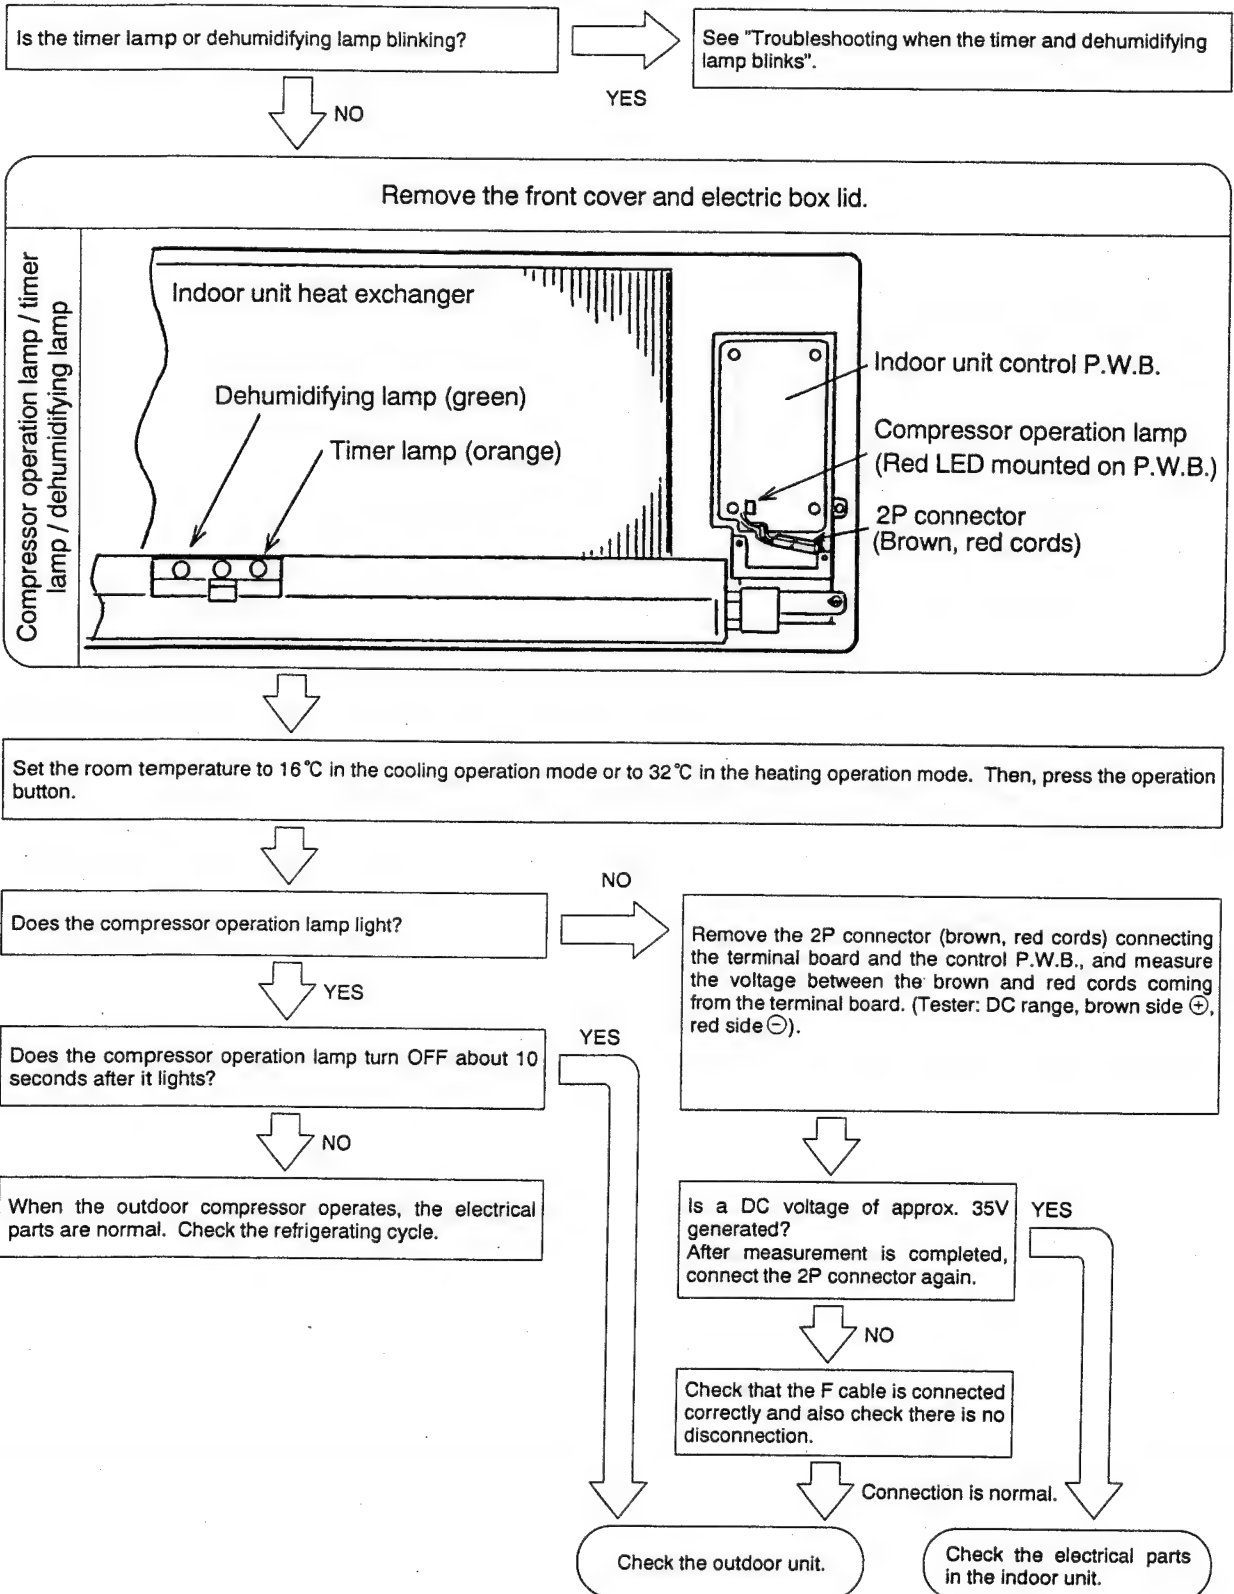 Is the timer lamp or dehumidifying lamp blinking?
YES
See "Troubleshooting when the timer and dehumidifying
lamp blinks".
NO
Remove the front cover and electric box lid.
Compressor operation lamp / timer
lamp / dehumidifying lamp
Indoor unit heat exchanger
Dehumidifying lamp (green)
Timer lamp (orange)
Indoor unit control P.W.B.
Compressor operation lamp
(Red LED mounted on P.W.B.)
2P connector
(Brown, red cords)
Set the room temperature to 16℃ in the cooling operation mode or to 32℃ in the heating operation mode. Then, press the operation
button.
Does the compressor operation lamp light?
NO
Remove the 2P connector (brown, red cords) connecting
the terminal board and the control P.W.B., and measure
the voltage between the brown and red cords coming
from the terminal board. (Tester: DC range, brown side ⊕,
red side ⊖).
YES
Does the compressor operation lamp turn OFF about 10
seconds after it lights?
YES
NO
When the outdoor compressor operates, the electrical
parts are normal. Check the refrigerating cycle.
Is a DC voltage of approx. 35V
generated?
After measurement is completed,
connect the 2P connector again.
YES
NO
Check that the F cable is connected
correctly and also check there is no
disconnection.
Connection is normal.
Check the outdoor unit.
Check the electrical parts
in the indoor unit.